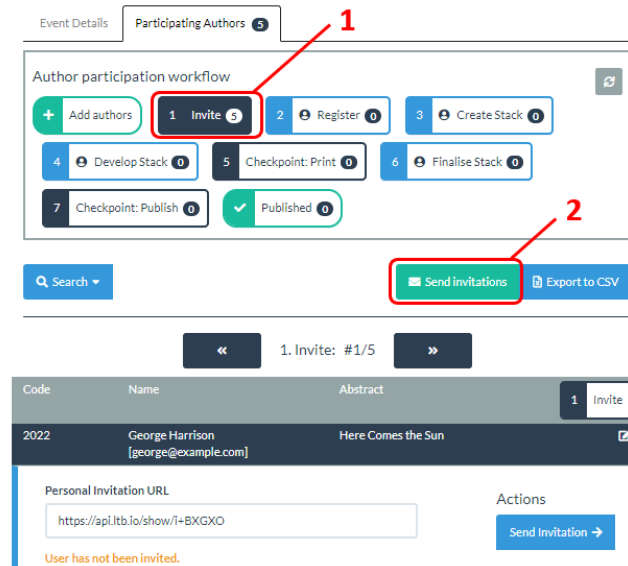 Event Details Participating Authors 5
1
Author participation workflow
+ Add authors 1 Invite 5 2 Register 0 3 Create Stack 0
4 Develop Stack 0 5 Checkpoint: Print 0 6 Finalise Stack 0
7 Checkpoint: Publish 0 Published 0
2
Search Send invitations Export to CSV
« 1. Invite: #1/5 »
Code Name Abstract 1 Invite
2022 George Harrison Here Comes the Sun
[george@example.com]
Personal Invitation URL
Actions
https://api.ltb.io/show/i+BXGXO
Send Invitation →
User has not been invited.